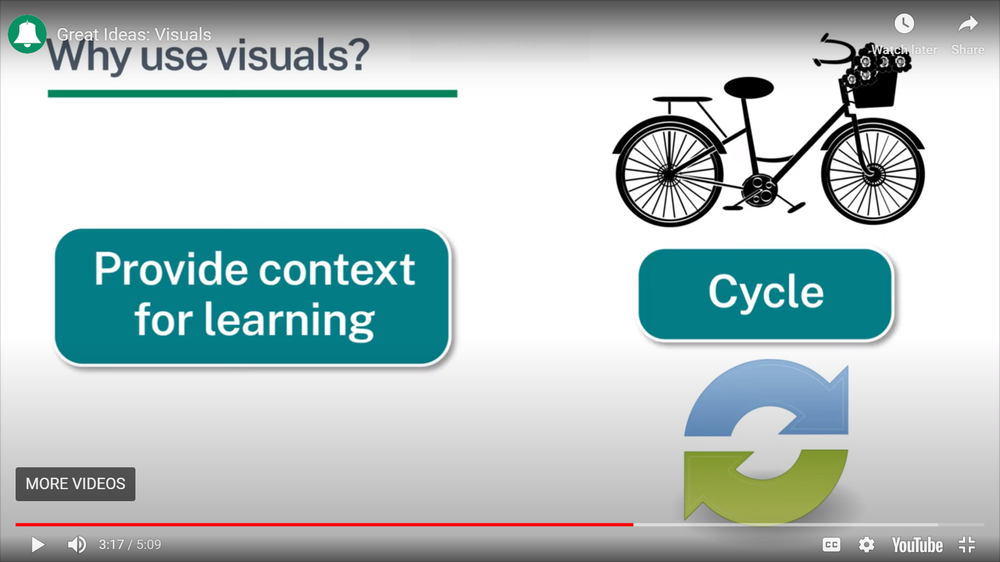 Great Ideas: Visuals
Watch later
Share
Why use visuals?
Provide context
for learning
Cycle
MORE VIDEOS
3:17 / 5:09
CC
YouTube